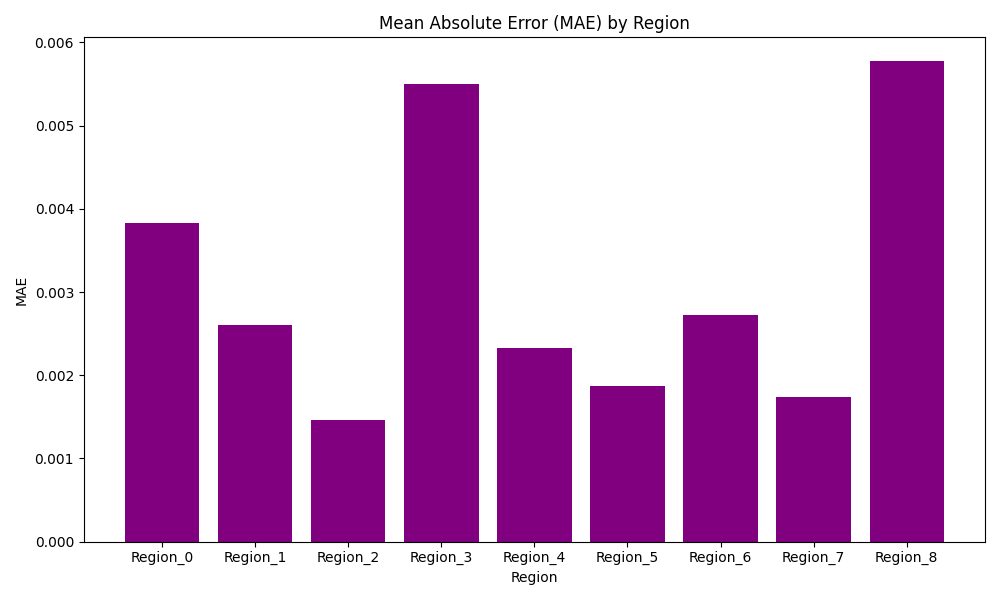 Mean Absolute Error (MAE) by Region
0.006
0.005
0.004
0.003
0.002
0.001
0.000
MAE
Region_0 Region_1 Region_2 Region_3 Region_4 Region_5 Region_6 Region_7 Region_8
Region